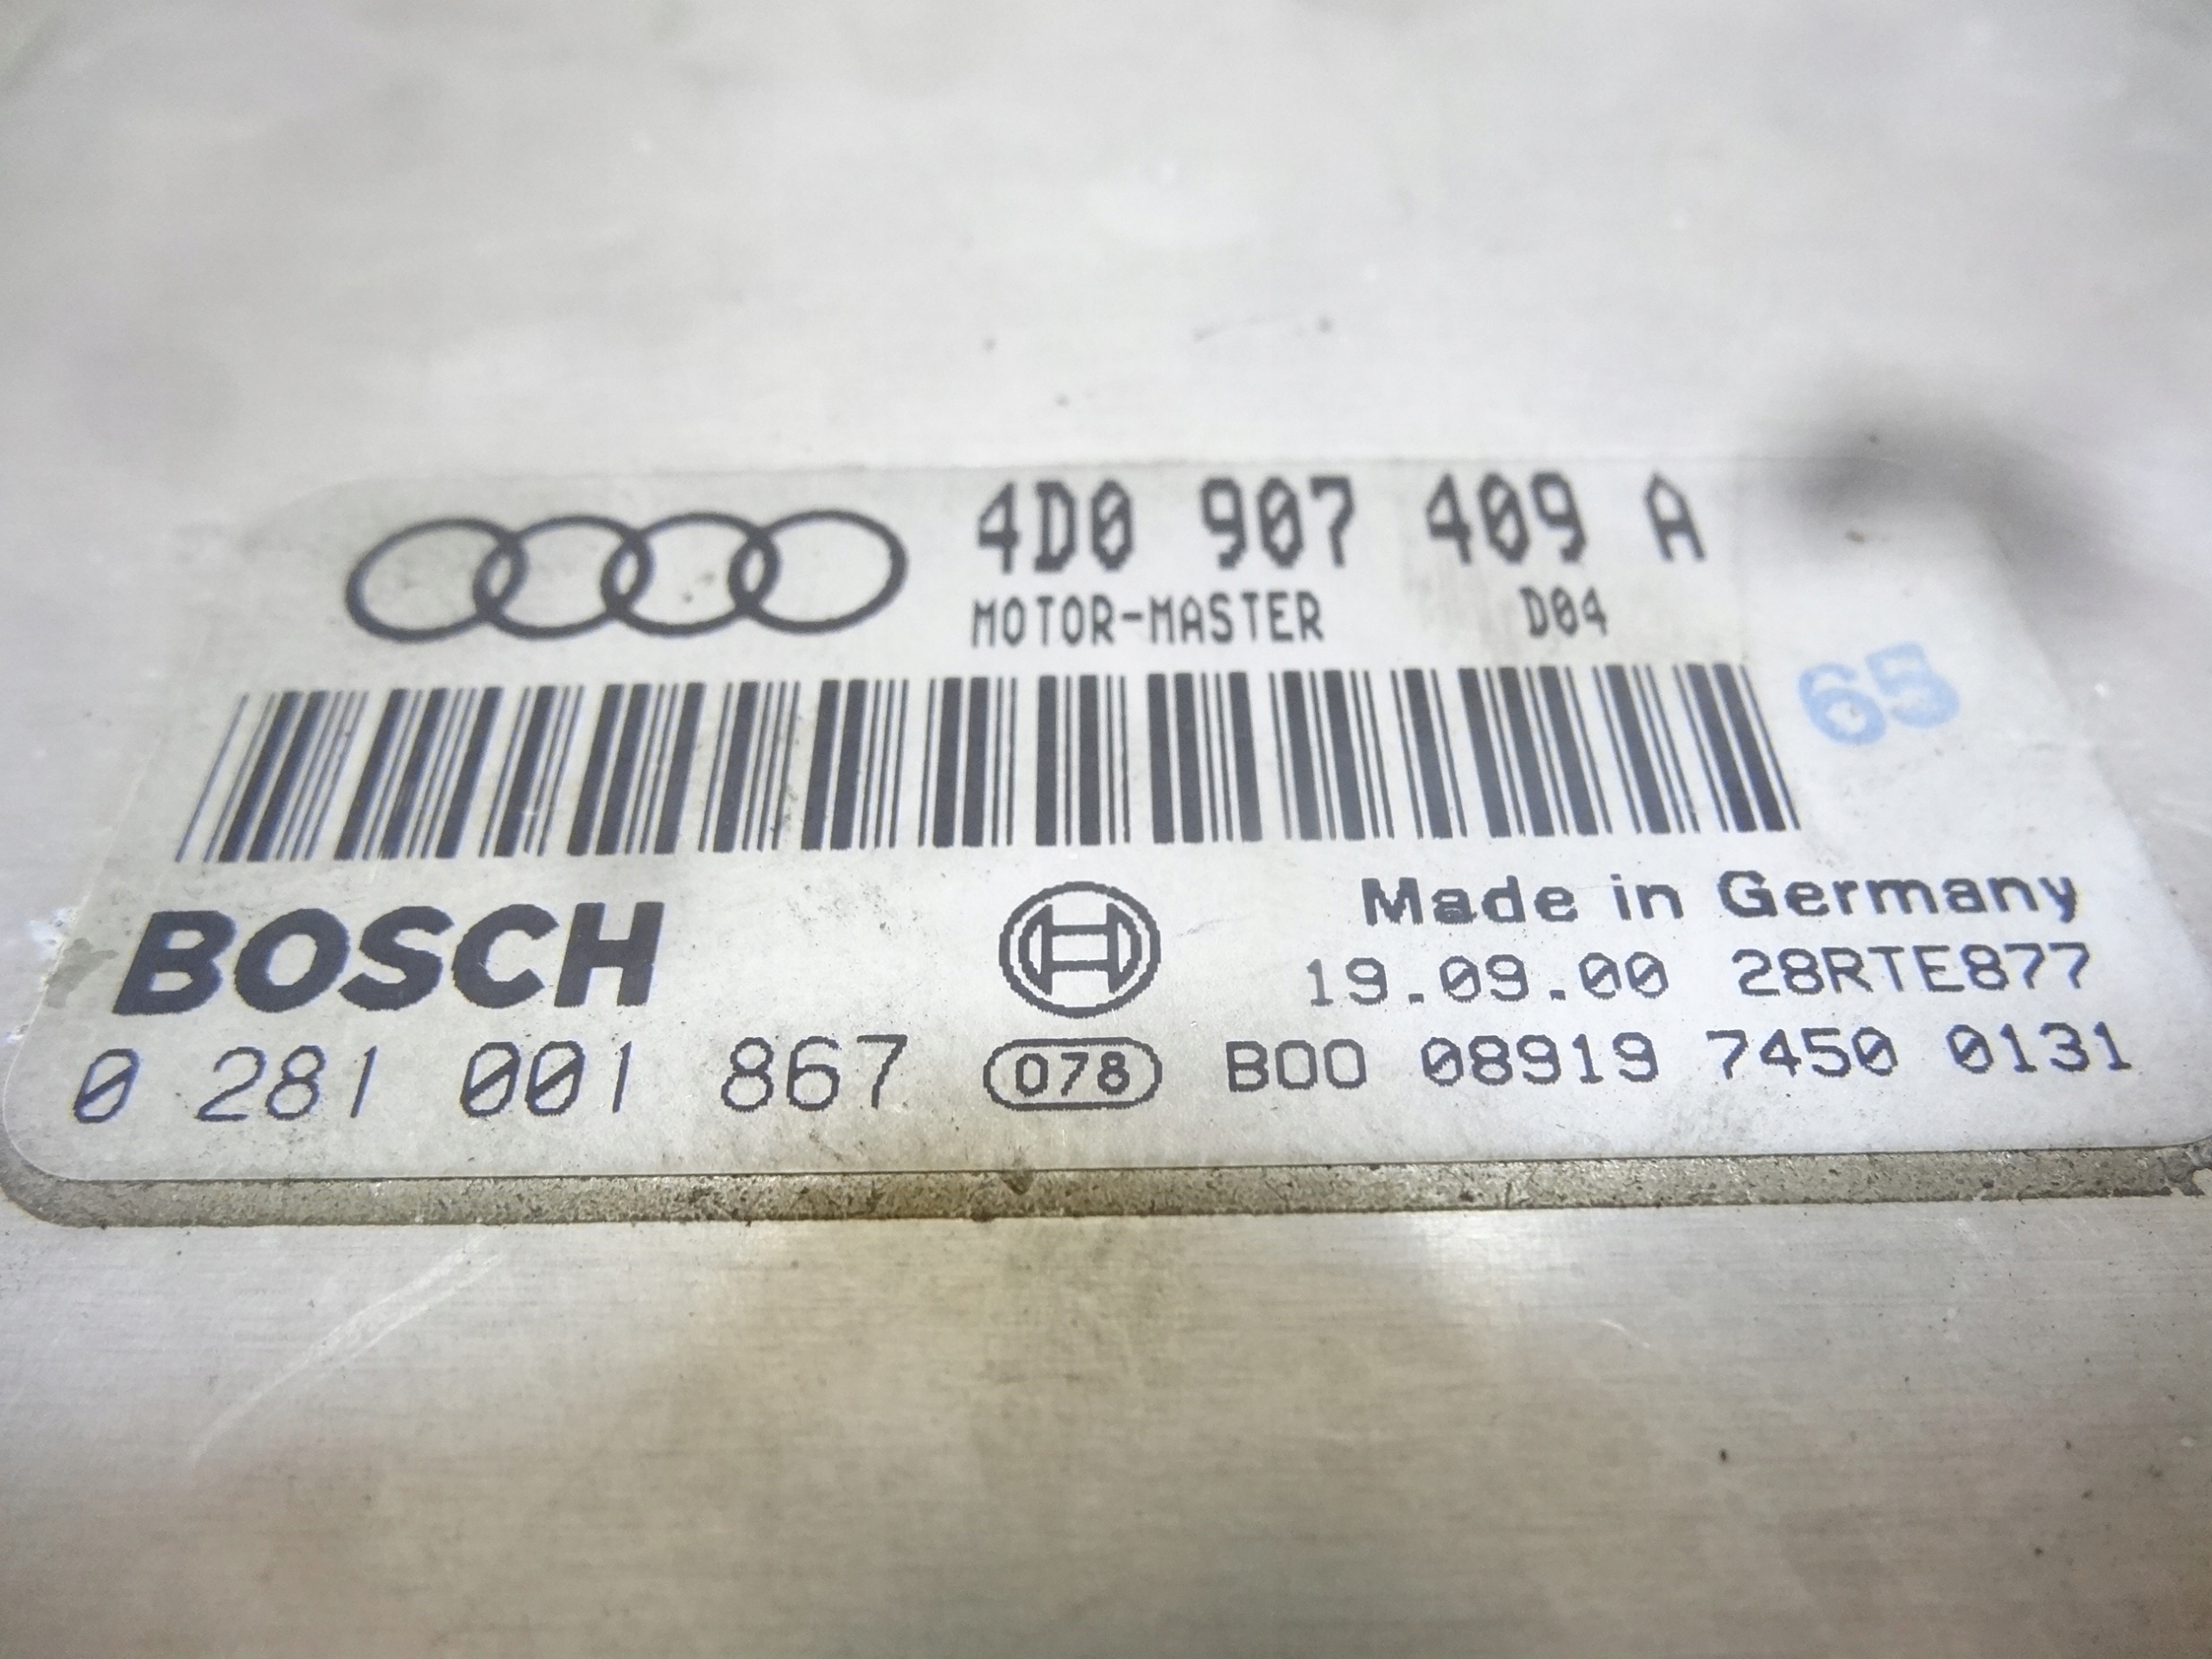 4D0 907 409 A
MOTOR-MASTER D04
65
BOSCH
Made in Germany
19.09.00 28RTE877
0 281 001 867 078 B00 08919 7450 0131